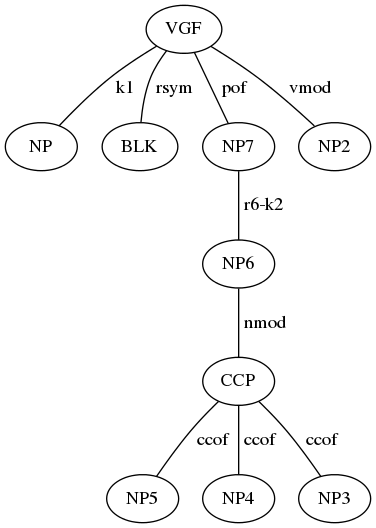 VGF
k1 rsym pof vmod
NP BLK NP7 NP2
r6-k2
NP6
nmod
CCP
ccof ccof ccof
NP5 NP4 NP3